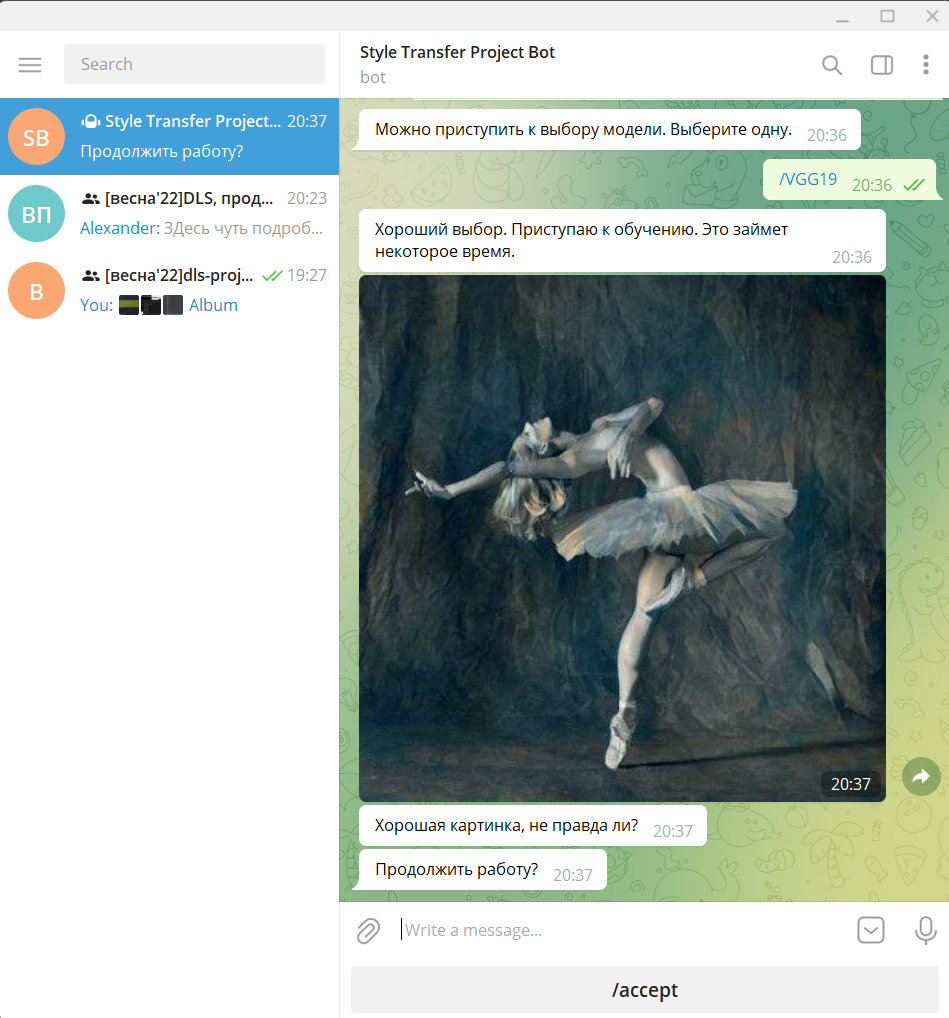 Search
SB
Style Transfer Project... 20:37
Продолжить работу?
ВП
[весна'22]DLS, прод... 20:23
Alexander: ЗДесь чуть подроб...
В
[весна'22]dls-proj... 19:27
You: Album
Style Transfer Project Bot
bot
Можно приступить к выбору модели. Выберите одну. 20:36
/VGG19 20:36
Хороший выбор. Приступаю к обучению. Это займет
некоторое время. 20:36
20:37
Хорошая картинка, не правда ли? 20:37
Продолжить работу? 20:37
Write a message...
/accept